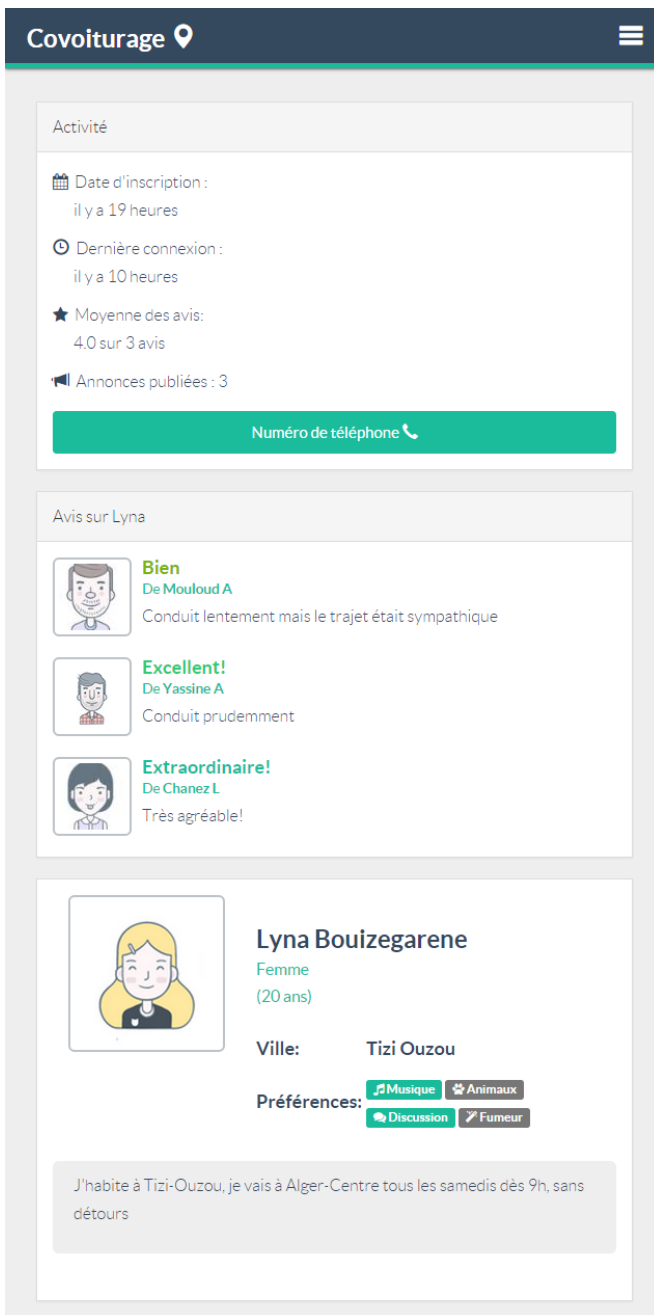 Covoiturage
Activité
Date d'inscription :
il y a 19 heures
Dernière connexion :
il y a 10 heures
Moyenne des avis:
4.0 sur 3 avis
Annonces publiées : 3
Numéro de téléphone
Avis sur Lyna
Bien
De Mouloud A
Conduit lentement mais le trajet était sympathique
Excellent!
De Yassine A
Conduit prudemment
Extraordinaire!
De Chanez L
Très agréable!
Lyna Bouizegarene
Femme
(20 ans)
Ville: Tizi Ouzou
Préférences: Musique Animaux
Discussion Fumeur
J'habite à Tizi-Ouzou, je vais à Alger-Centre tous les samedis dès 9h, sans
détours